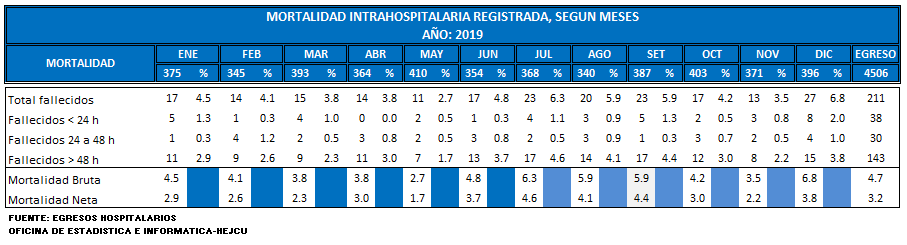 MORTALIDAD INTRAHOSPITALARIA REGISTRADA, SEGUN MESES
AÑO: 2019
MORTALIDAD ENE FEB MAR ABR MAY JUN JUL AGO SET OCT NOV DIC EGRESO
375 % 345 % 393 % 364 % 410 % 354 % 368 % 340 % 387 % 403 % 371 % 396 % 4506
Total fallecidos 17 4.5 14 4.1 15 3.8 14 3.8 11 2.7 17 4.8 23 6.3 20 5.9 23 5.9 17 4.2 13 3.5 27 6.8 211
Fallecidos < 24 h 5 1.3 1 0.3 4 1.0 0 0.0 2 0.5 1 0.3 4 1.1 3 0.9 5 1.3 2 0.5 3 0.8 8 2.0 38
Fallecidos 24 a 48 h 1 0.3 4 1.2 2 0.5 3 0.8 2 0.5 3 0.8 2 0.5 3 0.9 1 0.3 3 0.7 2 0.5 4 1.0 30
Fallecidos > 48 h 11 2.9 9 2.6 9 2.3 11 3.0 7 1.7 13 3.7 17 4.6 14 4.1 17 4.4 12 3.0 8 2.2 15 3.8 143
Mortalidad Bruta 4.5 4.1 3.8 3.8 2.7 4.8 6.3 5.9 5.9 4.2 3.5 6.8 4.7
Mortalidad Neta 2.9 2.6 2.3 3.0 1.7 3.7 4.6 4.1 4.4 3.0 2.2 3.8 3.2
FUENTE: EGRESOS HOSPITALARIOS
OFICINA DE ESTADISTICA E INFORMATICA-HEJCU